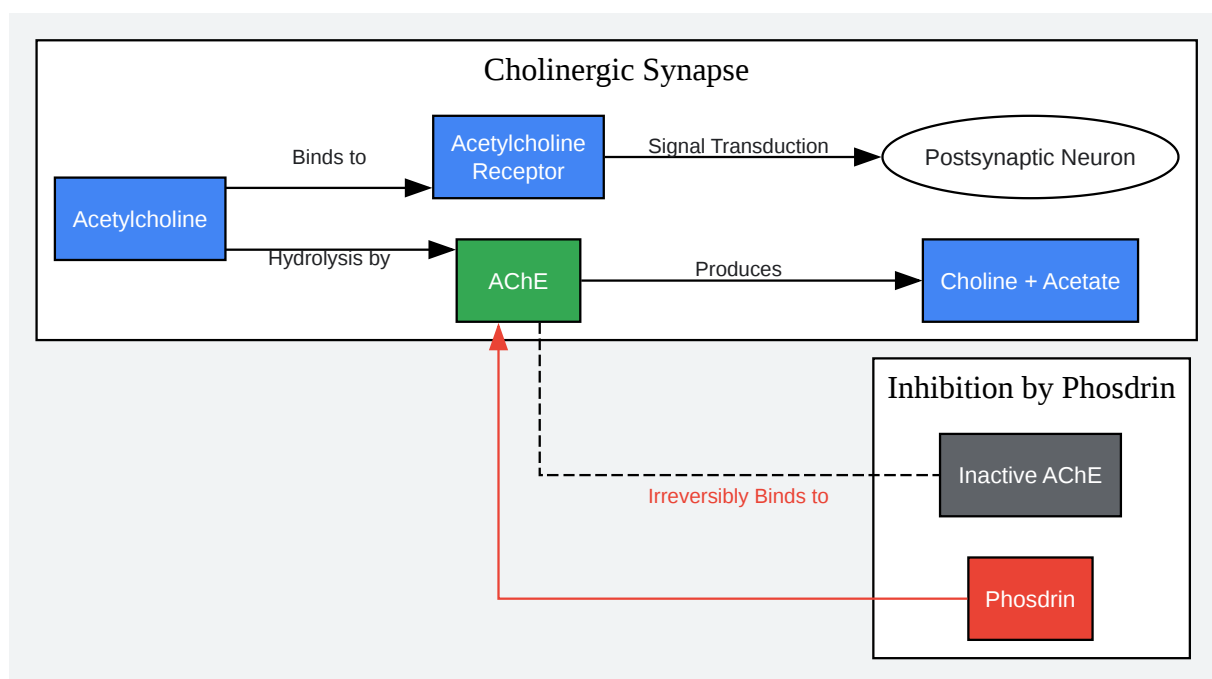 Cholinergic Synapse
Acetylcholine
Receptor
Signal Transduction
Postsynaptic Neuron
Binds to
Acetylcholine
Hydrolysis by
AChE
Produces
Choline + Acetate
Inhibition by Phosdrin
Inactive AChE
Irreversibly Binds to
Phosdrin